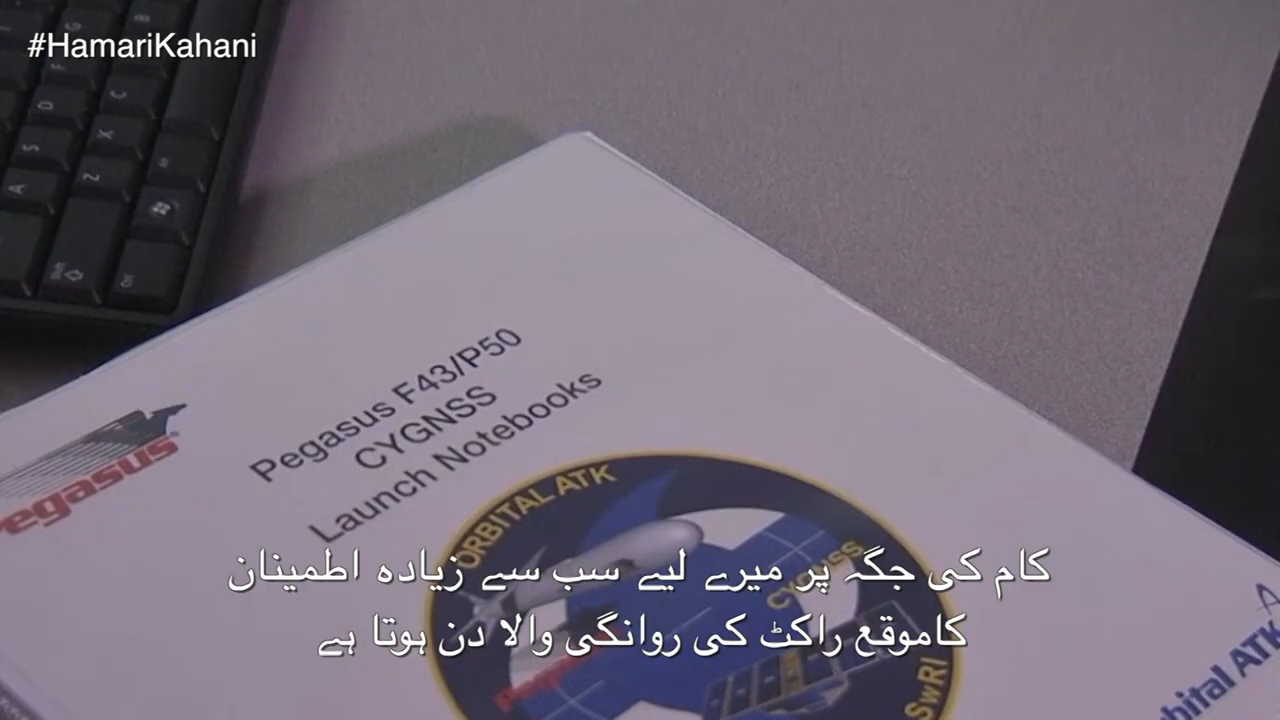 #HamariKahani
Pegasus F43/P50
CYGNSS
Launch Notebooks
Pegasus
ORBITAL ATK
CYGNSS
SwRI
Orbital ATK
کام کی جگہ پر میرے لیے سب سے زیادہ اطمینان
کاموقع راکٹ کی روانگی والا دن ہوتا ہے